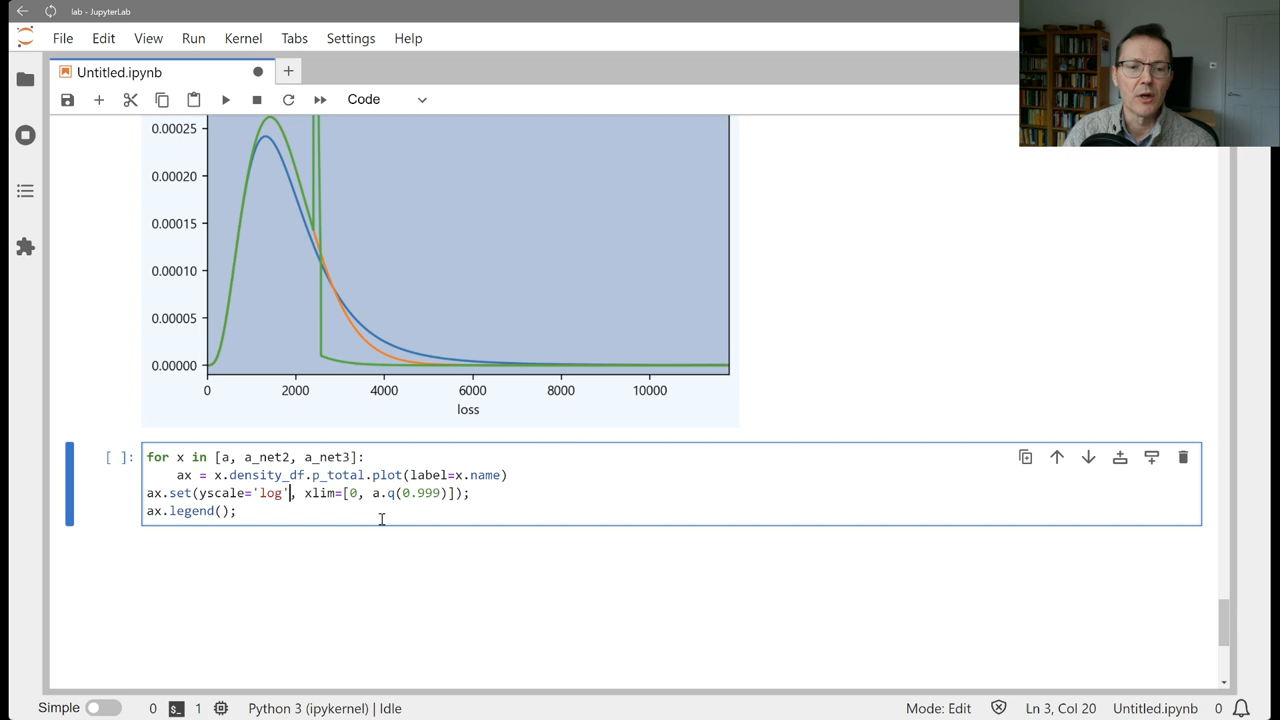 lab - JupyterLab
File Edit View Run Kernel Tabs Settings Help
Untitled.ipynb
Code
0.00025
0.00020
0.00015
0.00010
0.00005
0.00000
0 2000 4000 6000 8000 10000
loss
[ ]: for x in [a, a_net2, a_net3]:
ax = x.density_df.p_total.plot(label=x.name)
ax.set(yscale='log', xlim=[0, a.q(0.999)]);
ax.legend();
Simple 0 1 Python 3 (ipykernel) | Idle Mode: Edit Ln 3, Col 20 Untitled.ipynb 0